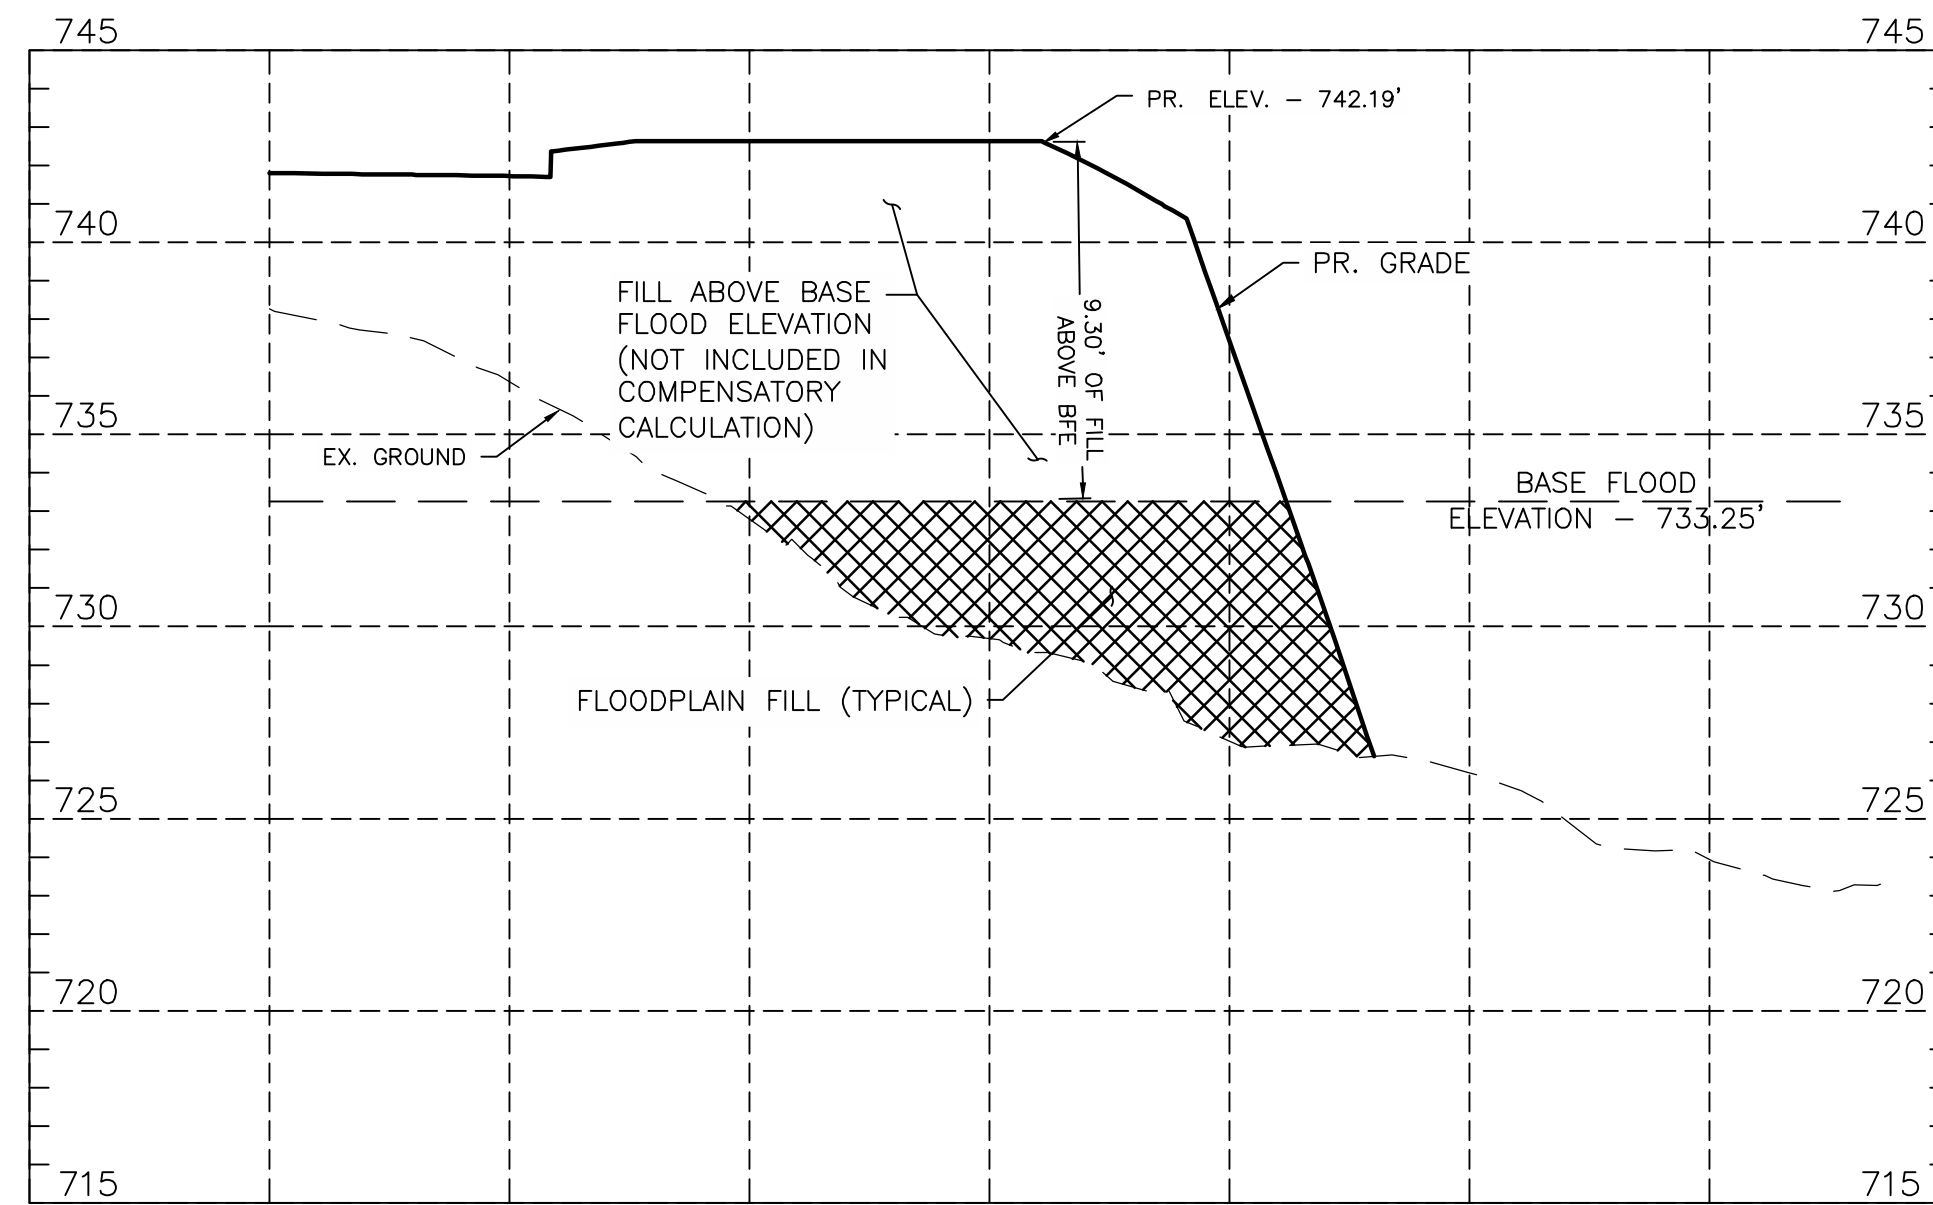 745 745
PR. ELEV. – 742.19'
740 740
PR. GRADE
FILL ABOVE BASE
FLOOD ELEVATION
(NOT INCLUDED IN
COMPENSATORY
CALCULATION)
9.30' OF FILL
ABOVE BFE
735 735
EX. GROUND
BASE FLOOD
ELEVATION – 733.25'
730 730
FLOODPLAIN FILL (TYPICAL)
725 725
720 720
715 715